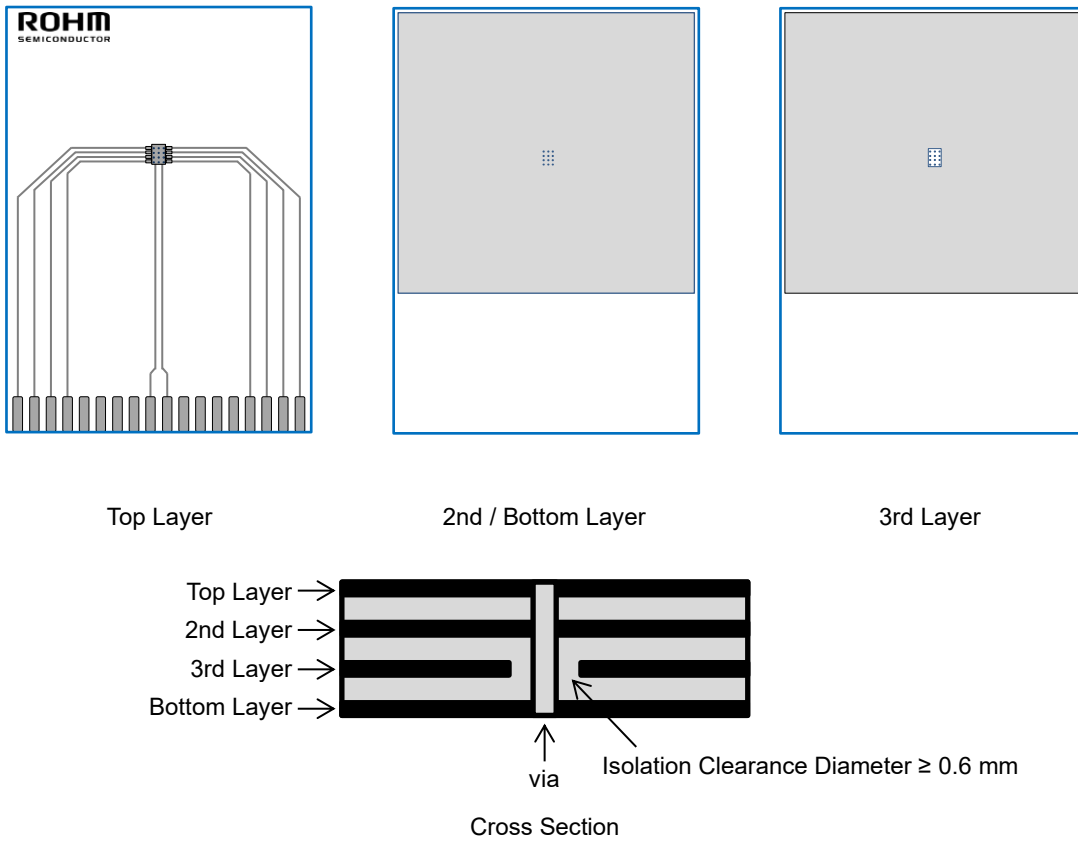 ROHM
SEMICONDUCTOR
Top Layer
2nd / Bottom Layer
3rd Layer
Top Layer
2nd Layer
3rd Layer
Bottom Layer
Isolation Clearance Diameter ≥ 0.6 mm
via
Cross Section